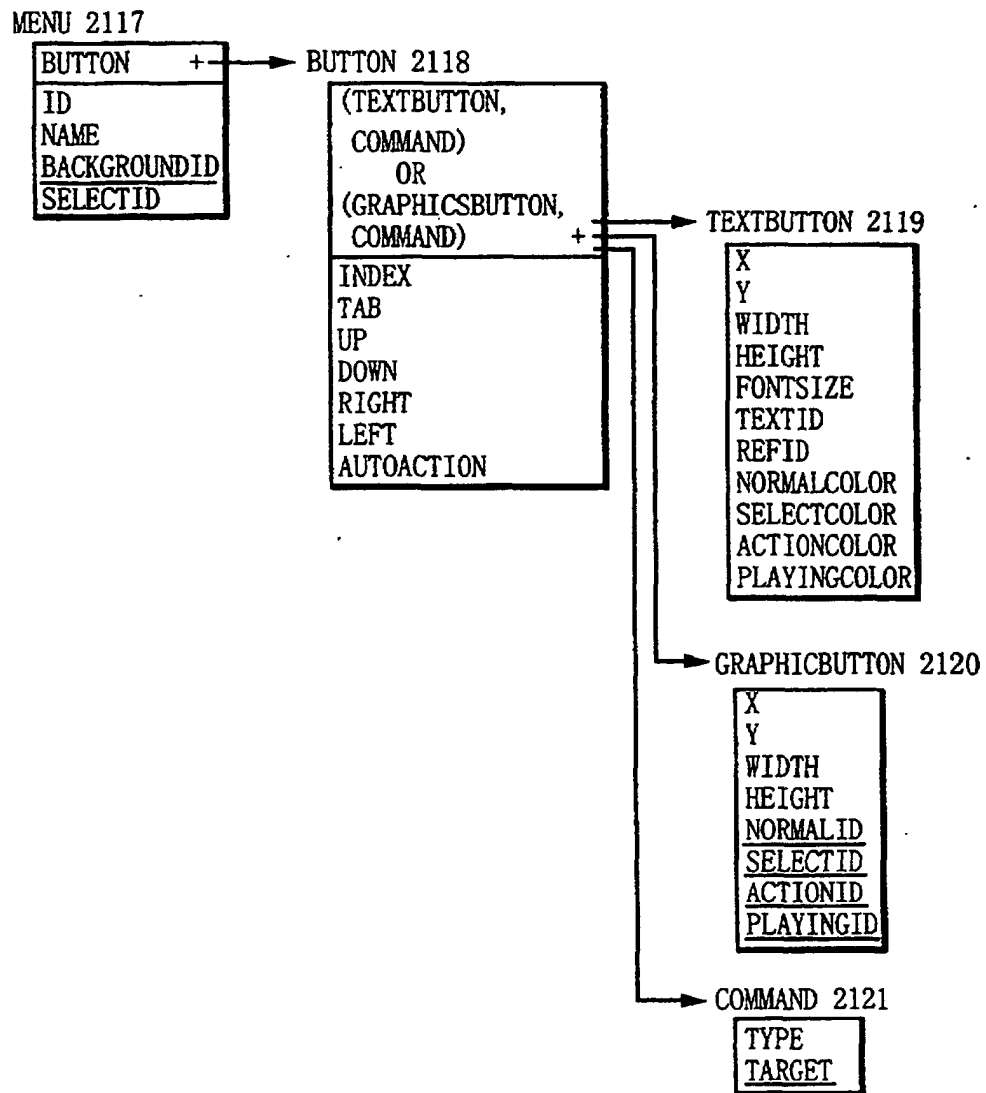 MENU 2117
BUTTON +
ID
NAME
BACKGROUNDID
SELECTID
BUTTON 2118
(TEXTBUTTON,
COMMAND)
OR
(GRAPHICSBUTTON,
COMMAND) +
INDEX
TAB
UP
DOWN
RIGHT
LEFT
AUTOACTION
TEXTBUTTON 2119
X
Y
WIDTH
HEIGHT
FONTSIZE
TEXTID
REFID
NORMALCOLOR
SELECTCOLOR
ACTIONCOLOR
PLAYINGCOLOR
GRAPHICBUTTON 2120
X
Y
WIDTH
HEIGHT
NORMALID
SELECTID
ACTIONID
PLAYINGID
COMMAND 2121
TYPE
TARGET